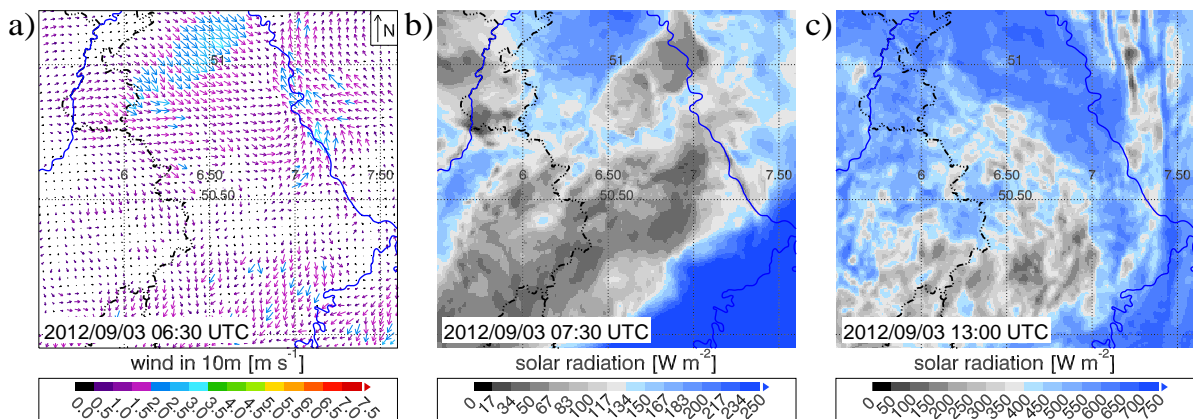 a)
N
51
6
6.50
7
7.50
50.50
2012/09/03 06:30 UTC
wind in 10m [m s⁻¹]
0.0 0.5 1.0 1.5 2.0 2.5 3.0 3.5 4.0 4.5 5.0 5.5 6.0 6.5 7.0 7.5
b)
51
6
6.50
7
7.50
50.50
2012/09/03 07:30 UTC
solar radiation [W m⁻²]
0 17 34 50 67 83 100 117 134 150 167 183 200 217 234 250
c)
51
6
6.50
7
7.50
50.50
2012/09/03 13:00 UTC
solar radiation [W m⁻²]
0 50 100 150 200 250 300 350 400 450 500 550 600 650 700 750